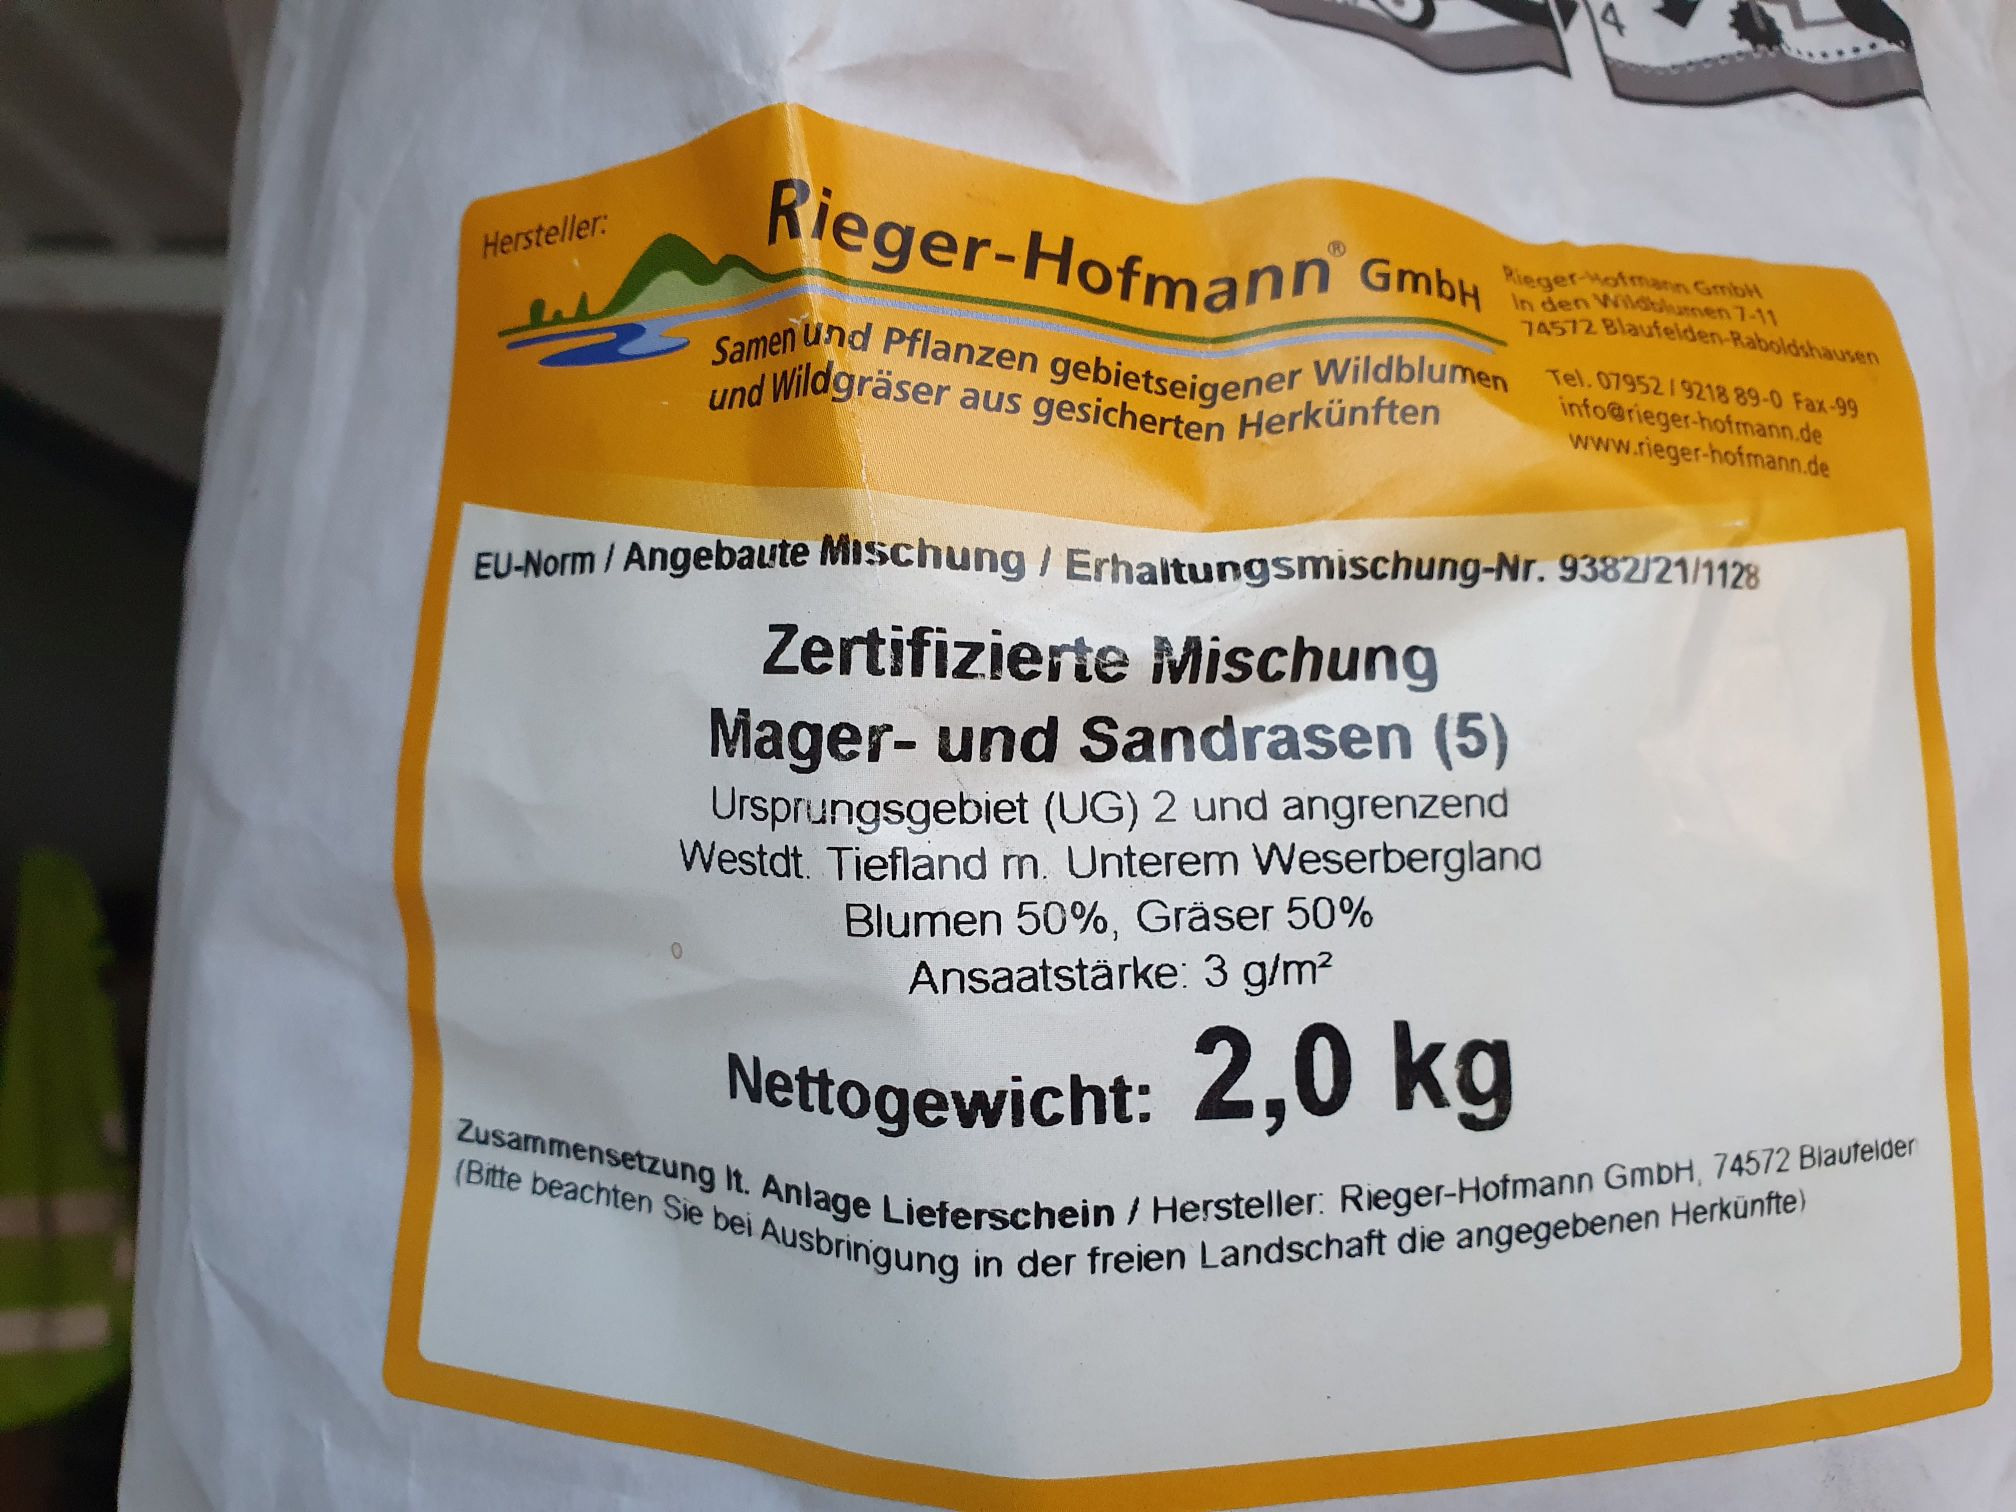 4
Hersteller:
Rieger-Hofmann® GmbH
Samen und Pflanzen gebietseigener Wildblumen
und Wildgräser aus gesicherten Herkünften
Rieger-Hofmann GmbH
In den Wildblumen 7-11
74572 Blaufelden-Raboldshausen
Tel. 07952 / 9218 89-0 Fax -99
info@rieger-hofmann.de
www.rieger-hofmann.de
EU-Norm / Angebaute Mischung / Erhaltungsmischung-Nr. 9382/21/1128
Zertifizierte Mischung
Mager- und Sandrasen (5)
Ursprungsgebiet (UG) 2 und angrenzend
Westdt. Tiefland m. Unterem Weserbergland
Blumen 50%, Gräser 50%
Ansaatstärke: 3 g/m²
Nettogewicht: 2,0 kg
Zusammensetzung lt. Anlage Lieferschein / Hersteller: Rieger-Hofmann GmbH, 74572 Blaufelder
(Bitte beachten Sie bei Ausbringung in der freien Landschaft die angegebenen Herkünfte)